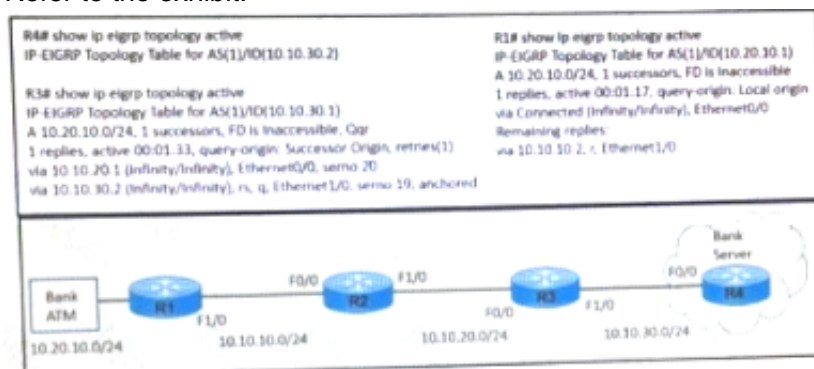 Refer to the exhibit.
R4# show ip eigrp topology active
IP-EIGRP Topology Table for AS(1)/ID(10.10.30.2)
R3# show ip eigrp topology active
IP-EIGRP Topology Table for AS(1)/ID(10.10.30.1)
A 10.20.10.0/24, 1 successors, FD is Inaccessible, Qqr
1 replies, active 00:01:33, query-origin: Successor Origin, retries(1)
via 10.10.20.1 (Infinity/Infinity), Ethernet0/0, serno 20
via 10.10.30.2 (Infinity/Infinity), rs, q, Ethernet1/0, serno 19, anchored
R1# show ip eigrp topology active
IP-EIGRP Topology Table for AS(1)/ID(10.20.10.1)
A 10.20.10.0/24, 1 successors, FD is Inaccessible
1 replies, active 00:01:17, query-origin: Local origin
via Connected (Infinity/Infinity), Ethernet0/0
Remaining replies:
via 10.10.10.2, r, Ethernet1/0
Bank
ATM
10.20.10.0/24
R1
F1/0
10.10.10.0/24
F0/0
R2
F1/0
10.10.20.0/24
F0/0
R3
F1/0
10.10.30.0/24
Bank
Server
F0/0
R4